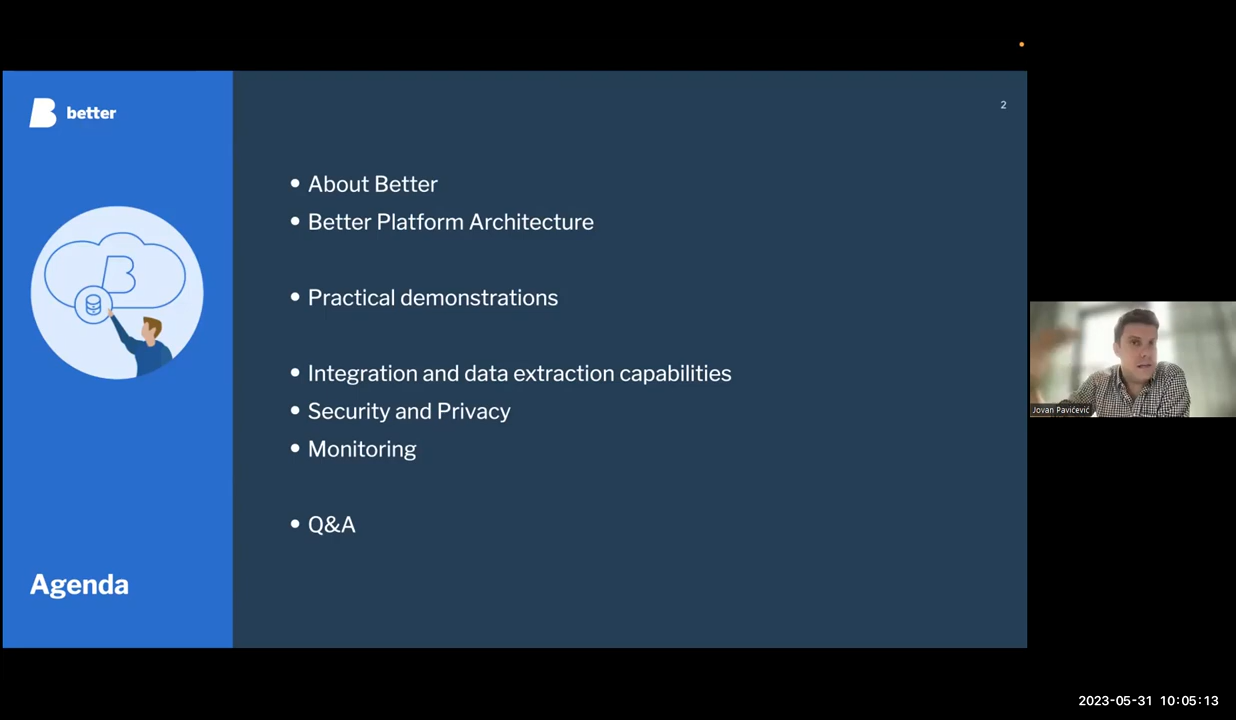 better
2
• About Better
• Better Platform Architecture
• Practical demonstrations
• Integration and data extraction capabilities
• Security and Privacy
• Monitoring
• Q&A
Agenda
Jovan Pavićević
2023-05-31 10:05:13